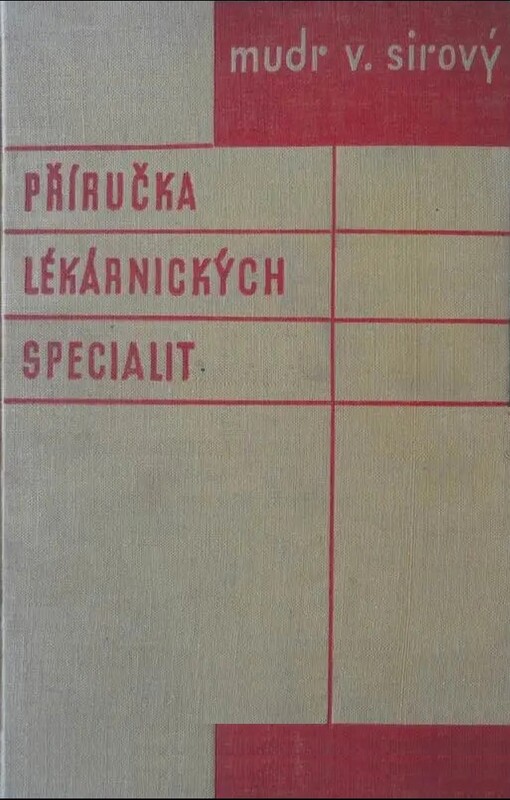 mudr v. sirový
PŘÍRUČKA
LÉKÁRNICKÝCH
SPECIALIT